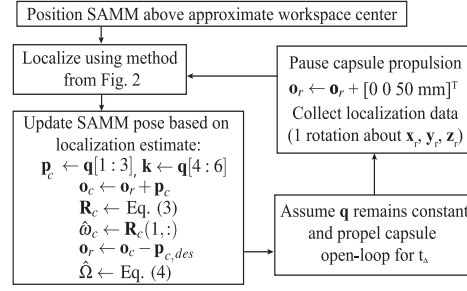 Position SAMM above approximate workspace center
Localize using method
from Fig. 2
Update SAMM pose based on
localization estimate:
p_c ← q[1 : 3], k ← q[4 : 6]
o_c ← o_r + p_c
R_c ← Eq. (3)
ω̂_c ← R_c(1,:)
o_r ← o_c − p_{c,des}
Ω̂ ← Eq. (4)
Pause capsule propulsion
o_r ← o_r + [0 0 50 mm]^T
Collect localization data
(1 rotation about x_r, y_r, z_r)
Assume q remains constant
and propel capsule
open-loop for t_Δ